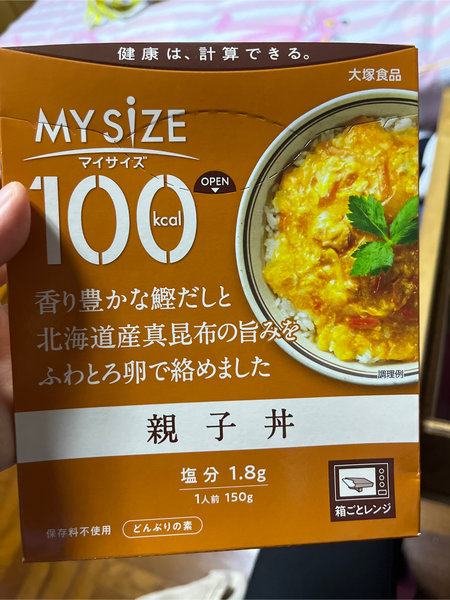 健康は、計算できる。
大塚食品
MY SiZE
マイサイズ
OPEN
100kcal
香り豊かな鰹だしと
北海道産真昆布の旨みを
ふわとろ卵で絡めました
調理例
親子丼
塩分 1.8g
1人前 150g
保存料不使用
どんぶりの素
箱ごとレンジ